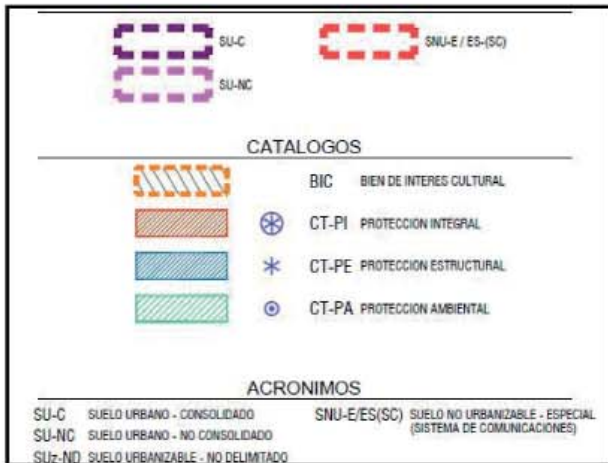 SU-C
SNU-E / ES-(SC)
SU-NC
CATALOGOS
BIC BIEN DE INTERES CULTURAL
CT-PI PROTECCION INTEGRAL
CT-PE PROTECCION ESTRUCTURAL
CT-PA PROTECCION AMBIENTAL
ACRONIMOS
SU-C SUELO URBANO - CONSOLIDADO
SNU-E/ES(SC) SUELO NO URBANIZABLE - ESPECIAL
(SISTEMA DE COMUNICACIONES)
SU-NC SUELO URBANO - NO CONSOLIDADO
SUz-ND SUELO URBANIZABLE - NO DELIMITADO